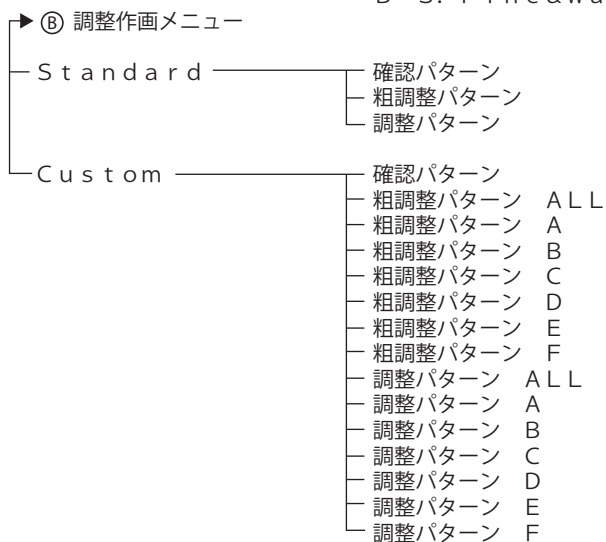 Ⓑ 調整作画メニュー
Ｓｔａｎｄａｒｄ
確認パターン
粗調整パターン
調整パターン
Ｃｕｓｔｏｍ
確認パターン
粗調整パターン　ＡＬＬ
粗調整パターン　Ａ
粗調整パターン　Ｂ
粗調整パターン　Ｃ
粗調整パターン　Ｄ
粗調整パターン　Ｅ
粗調整パターン　Ｆ
調整パターン　ＡＬＬ
調整パターン　Ａ
調整パターン　Ｂ
調整パターン　Ｃ
調整パターン　Ｄ
調整パターン　Ｅ
調整パターン　Ｆ